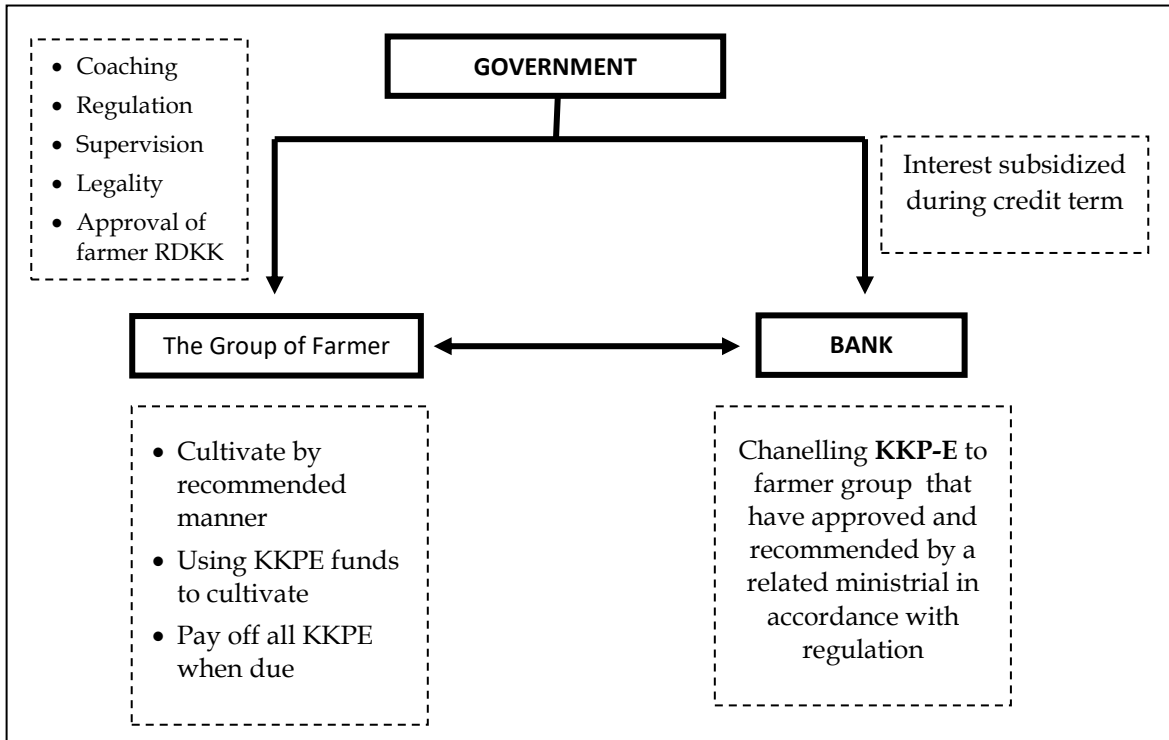 GOVERNMENT
• Coaching
• Regulation
• Supervision
• Legality
• Approval of
farmer RDKK
Interest subsidized
during credit term
The Group of Farmer
BANK
• Cultivate by
recommended
manner
• Using KKPE funds
to cultivate
• Pay off all KKPE
when due
Chanelling KKP-E to
farmer group that
have approved and
recommended by a
related ministrial in
accordance with
regulation